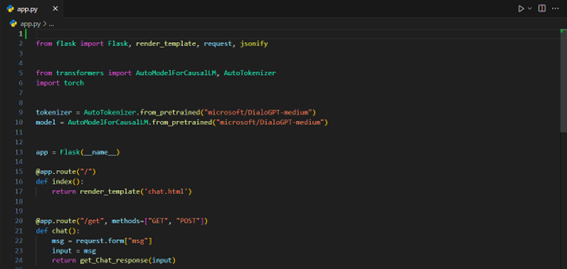 app.py
app.py > ...
1
2 from flask import Flask, render_template, request, jsonify
3
4
5 from transformers import AutoModelForCausalLM, AutoTokenizer
6 import torch
7
8
9 tokenizer = AutoTokenizer.from_pretrained("microsoft/DialoGPT-medium")
10 model = AutoModelForCausalLM.from_pretrained("microsoft/DialoGPT-medium")
11
12
13 app = Flask(__name__)
14
15 @app.route("/")
16 def index():
17     return render_template('chat.html')
18
19
20 @app.route("/get", methods=["GET", "POST"])
21 def chat():
22     msg = request.form["msg"]
23     input = msg
24     return get_Chat_response(input)